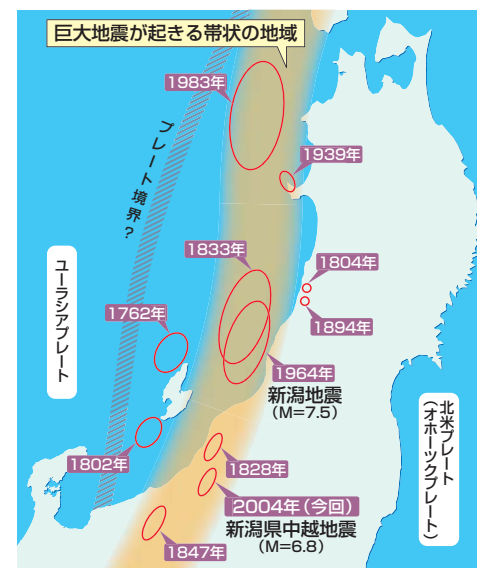 巨大地震が起きる帯状の地域
1983年
1939年
プレート境界?
1833年
1804年
ユーラシアプレート
1762年
1894年
1964年
新潟地震
(M=7.5)
北米プレート
(オホーツクプレート)
1802年
1828年
2004年(今回)
新潟県中越地震
(M=6.8)
1847年